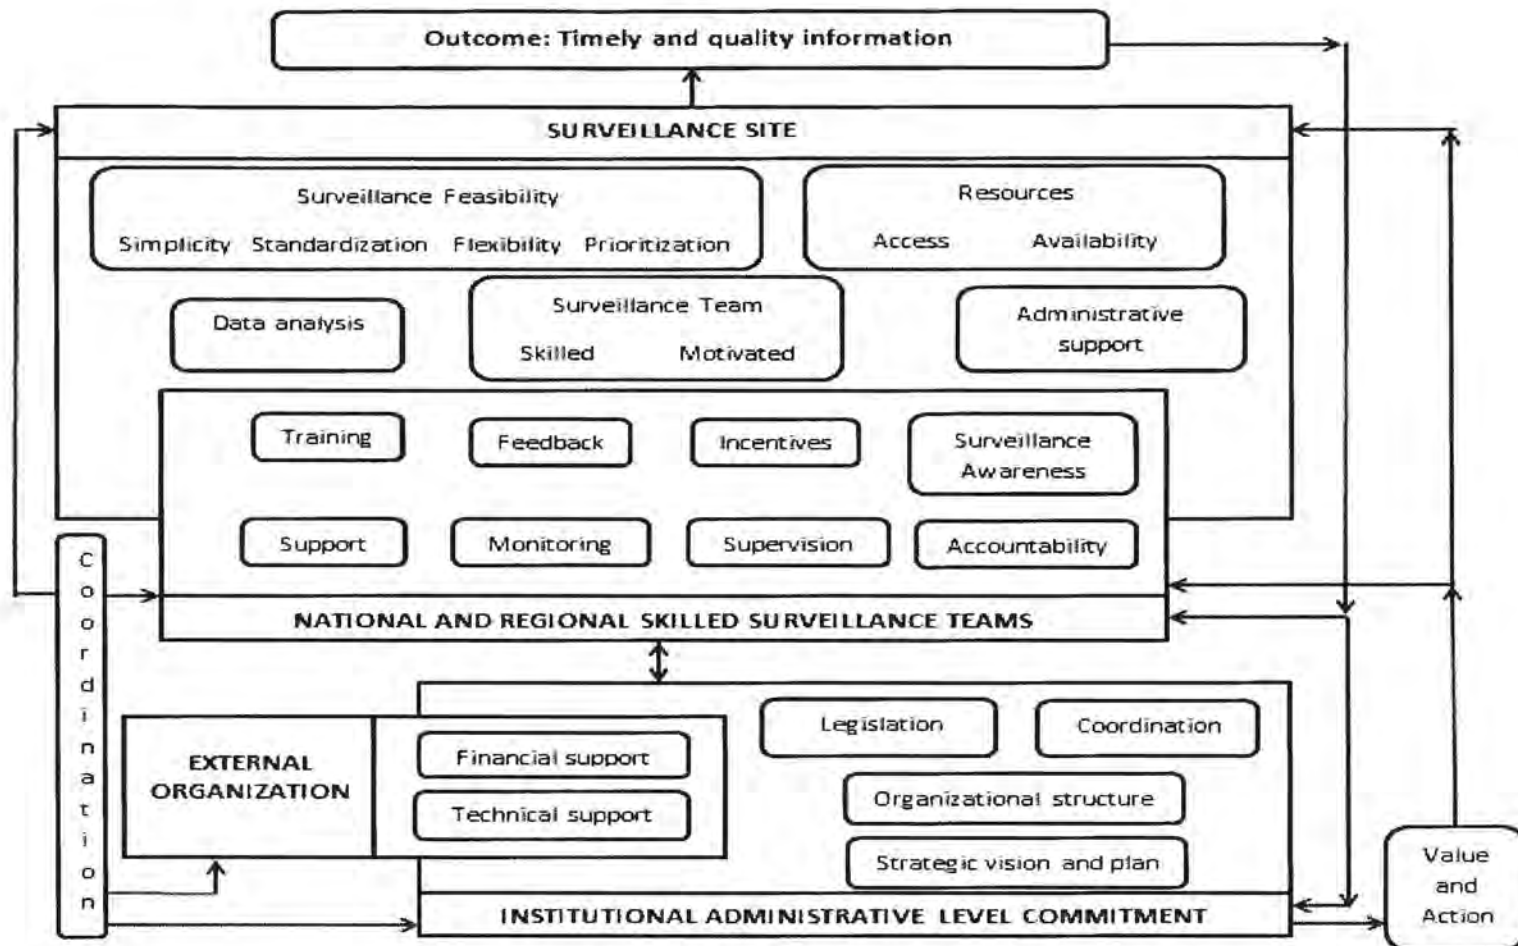 Outcome: Timely and quality information
SURVEILLANCE SITE
Surveillance Feasibility
Simplicity Standardization Flexibility Prioritization
Resources
Access Availability
Data analysis
Surveillance Team
Skilled Motivated
Administrative
support
Training
Feedback
Incentives
Surveillance
Awareness
Support
Monitoring
Supervision
Accountability
NATIONAL AND REGIONAL SKILLED SURVEILLANCE TEAMS
Coordination
EXTERNAL
ORGANIZATION
Financial support
Technical support
Legislation
Coordination
Organizational structure
Strategic vision and plan
INSTITUTIONAL ADMINISTRATIVE LEVEL COMMITMENT
Value
and
Action